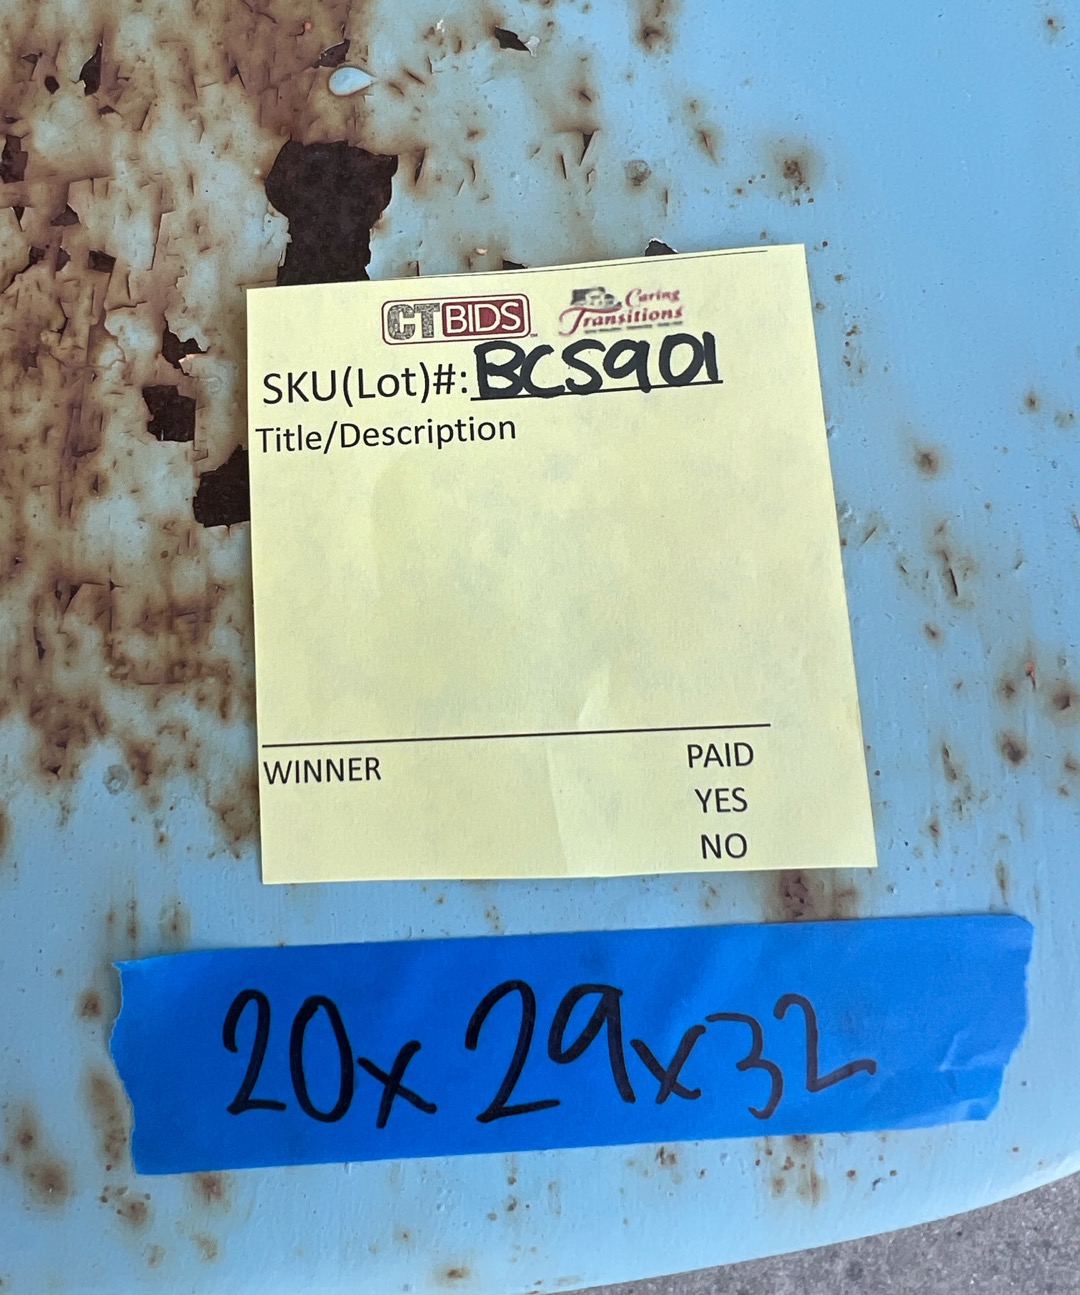 CTBIDS Caring Transitions
SKU(Lot)#: BCS901
Title/Description
WINNER PAID
YES
NO
20x29x32